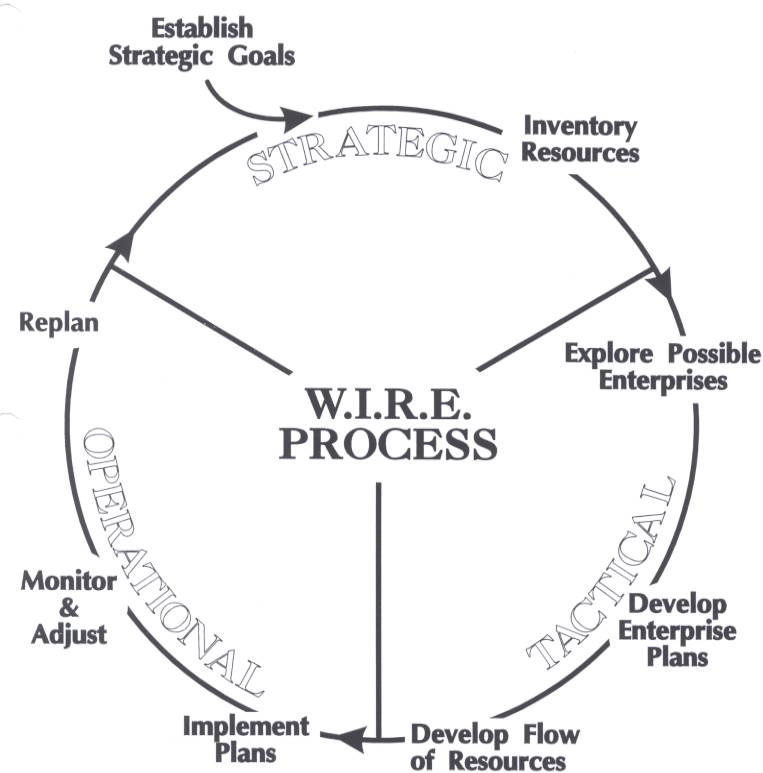 Establish
Strategic Goals
STRATEGIC
Inventory
Resources
Explore Possible
Enterprises
W.I.R.E.
PROCESS
TACTICAL
Develop
Enterprise
Plans
Develop Flow
of Resources
Implement
Plans
OPERATIONAL
Monitor
&
Adjust
Replan